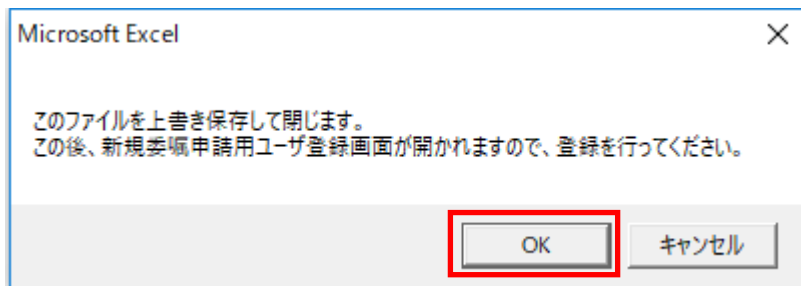 Microsoft Excel
このファイルを上書き保存して閉じます。
この後、新規委嘱申請用ユーザ登録画面が開かれますので、登録を行ってください。
OK
キャンセル